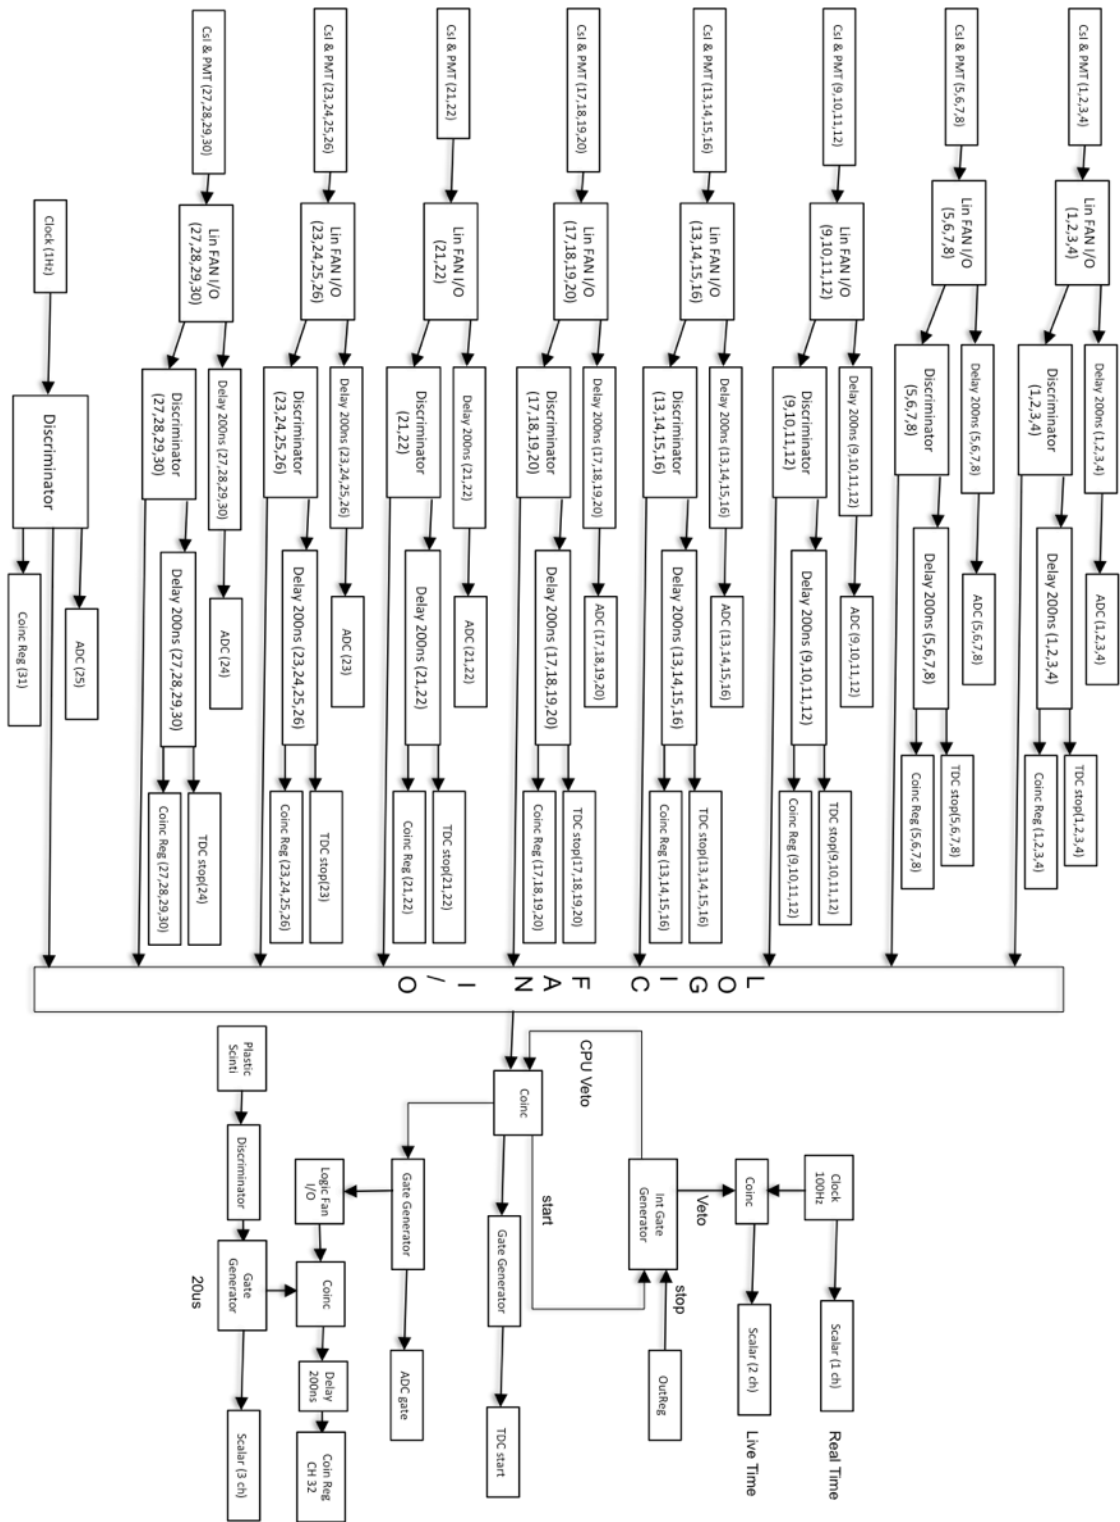 CsI & PMT (1,2,3,4)
Lin FAN I/O
(1,2,3,4)
Delay 200ns (1,2,3,4)
ADC (1,2,3,4)
Discriminator
(1,2,3,4)
Delay 200ns (1,2,3,4)
TDC stop(1,2,3,4)
Coinc Reg (1,2,3,4)
CsI & PMT (5,6,7,8)
Lin FAN I/O
(5,6,7,8)
Delay 200ns (5,6,7,8)
ADC (5,6,7,8)
Discriminator
(5,6,7,8)
Delay 200ns (5,6,7,8)
TDC stop(5,6,7,8)
Coinc Reg (5,6,7,8)
CsI & PMT (9,10,11,12)
Lin FAN I/O
(9,10,11,12)
Delay 200ns (9,10,11,12)
ADC (9,10,11,12)
Discriminator
(9,10,11,12)
Delay 200ns (9,10,11,12)
TDC stop(9,10,11,12)
Coinc Reg (9,10,11,12)
CsI & PMT (13,14,15,16)
Lin FAN I/O
(13,14,15,16)
Delay 200ns (13,14,15,16)
ADC (13,14,15,16)
Discriminator
(13,14,15,16)
Delay 200ns (13,14,15,16)
TDC stop(13,14,15,16)
Coinc Reg (13,14,15,16)
CsI & PMT (17,18,19,20)
Lin FAN I/O
(17,18,19,20)
Delay 200ns (17,18,19,20)
ADC (17,18,19,20)
Discriminator
(17,18,19,20)
Delay 200ns (17,18,19,20)
TDC stop(17,18,19,20)
Coinc Reg (17,18,19,20)
CsI & PMT (21,22)
Lin FAN I/O
(21,22)
Delay 200ns (21,22)
ADC (21,22)
Discriminator
(21,22)
Delay 200ns (21,22)
TDC stop(21,22)
Coinc Reg (21,22)
CsI & PMT (23,24,25,26)
Lin FAN I/O
(23,24,25,26)
Delay 200ns (23,24,25,26)
ADC (23)
Discriminator
(23,24,25,26)
Delay 200ns (23,24,25,26)
TDC stop(23)
Coinc Reg (23,24,25,26)
CsI & PMT (27,28,29,30)
Lin FAN I/O
(27,28,29,30)
Delay 200ns (27,28,29,30)
ADC (24)
Discriminator
(27,28,29,30)
Delay 200ns (27,28,29,30)
TDC stop(24)
Coinc Reg (27,28,29,30)
Clock (1Hz)
Discriminator
ADC (25)
Coinc Reg (31)
LOGIC FAN I/O
Clock
100Hz
Scalar (1 ch)
Real Time
Coinc
Scalar (2 ch)
Live Time
Veto
stop
Int Gate
Generator
OutReg
CPU Veto
start
Coinc
Gate Generator
TDC start
Gate Generator
ADC gate
Logic Fan
I/O
Coinc
Delay
200ns
Coin Reg
CH 32
Plastic
Scinti
Discriminator
Gate
Generator
Scalar (3 ch)
20us